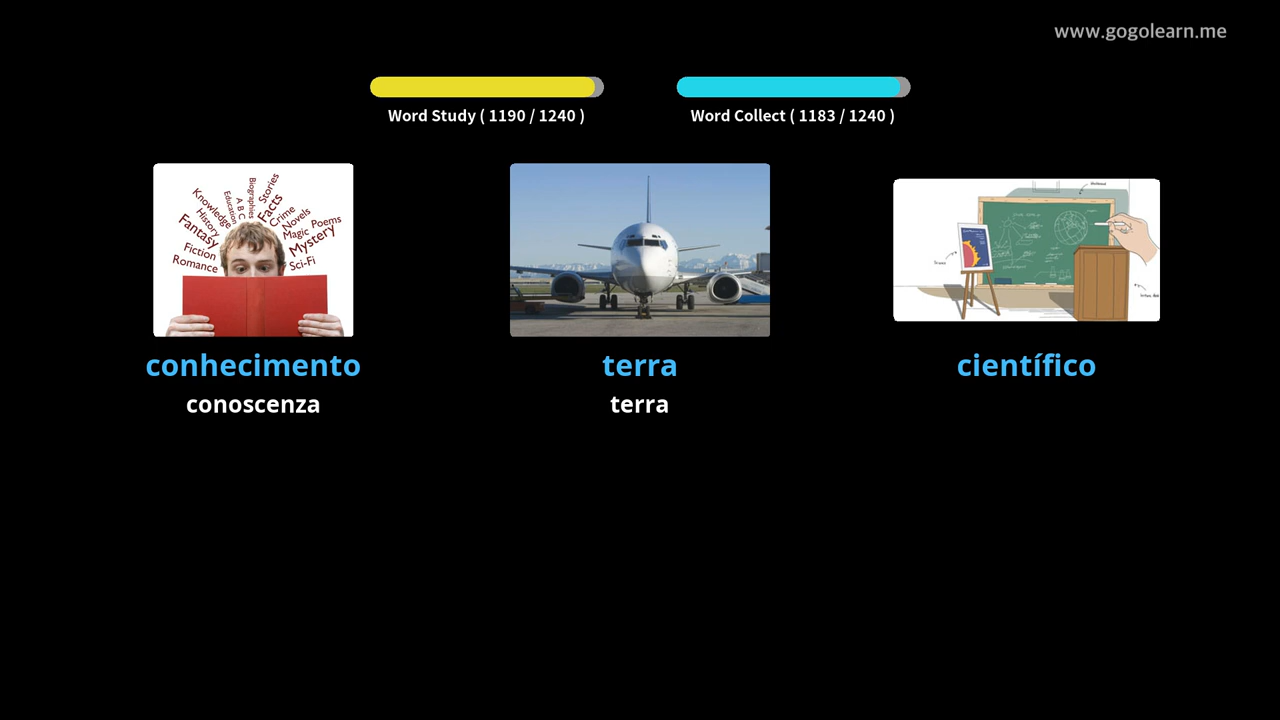 www.gogolearn.me
Word Study ( 1190 / 1240 )
Word Collect ( 1183 / 1240 )
Biographies
Stories
Knowledge
Education
A B C
Facts
History
Crime
Novels
Fantasy
Magic
Poems
Fiction
Mystery
Romance
Sci-Fi
conhecimento
terra
científico
conoscenza
terra